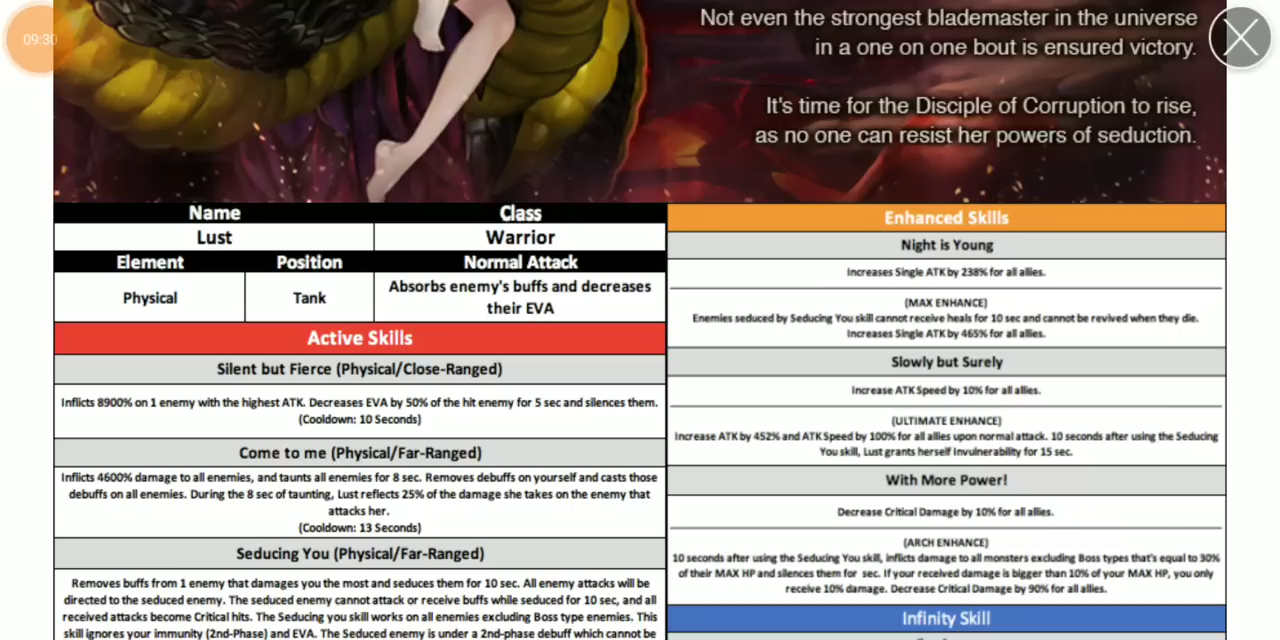 09:30
Not even the strongest blademaster in the universe
in a one on one bout is ensured victory.
It's time for the Disciple of Corruption to rise,
as no one can resist her powers of seduction.
Name Class
Lust Warrior
Element Position Normal Attack
Physical Tank Absorbs enemy's buffs and decreases
their EVA
Active Skills
Silent but Fierce (Physical/Close-Ranged)
Inflicts 8900% on 1 enemy with the highest ATK. Decreases EVA by 50% of the hit enemy for 5 sec and silences them.
(Cooldown: 10 Seconds)
Come to me (Physical/Far-Ranged)
Inflicts 4600% damage to all enemies, and taunts all enemies for 8 sec. Removes debuffs on yourself and casts those
debuffs on all enemies. During the 8 sec of taunting, Lust reflects 25% of the damage she takes on the enemy that
attacks her.
(Cooldown: 13 Seconds)
Seducing You (Physical/Far-Ranged)
Removes buffs from 1 enemy that damages you the most and seduces them for 10 sec. All enemy attacks will be
directed to the seduced enemy. The seduced enemy cannot attack or receive buffs while seduced for 10 sec, and all
received attacks become Critical hits. The Seducing you skill works on all enemies excluding Boss type enemies. This
skill ignores your immunity (2nd-Phase) and EVA. The Seduced enemy is under a 2nd-phase debuff which cannot be
Enhanced Skills
Night is Young
Increases Single ATK by 238% for all allies.
(MAX ENHANCE)
Enemies seduced by Seducing You skill cannot receive heals for 10 sec and cannot be revived when they die.
Increases Single ATK by 465% for all allies.
Slowly but Surely
Increase ATK Speed by 10% for all allies.
(ULTIMATE ENHANCE)
Increase ATK by 452% and ATK Speed by 100% for all allies upon normal attack. 10 seconds after using the Seducing
You skill, Lust grants herself Invulnerability for 15 sec.
With More Power!
Decrease Critical Damage by 10% for all allies.
(ARCH ENHANCE)
10 seconds after using the Seducing You skill, inflicts damage to all monsters excluding Boss types that's equal to 30%
of their MAX HP and silences them for sec. If your received damage is bigger than 10% of your MAX HP, you only
receive 10% damage. Decrease Critical Damage by 90% for all allies.
Infinity Skill